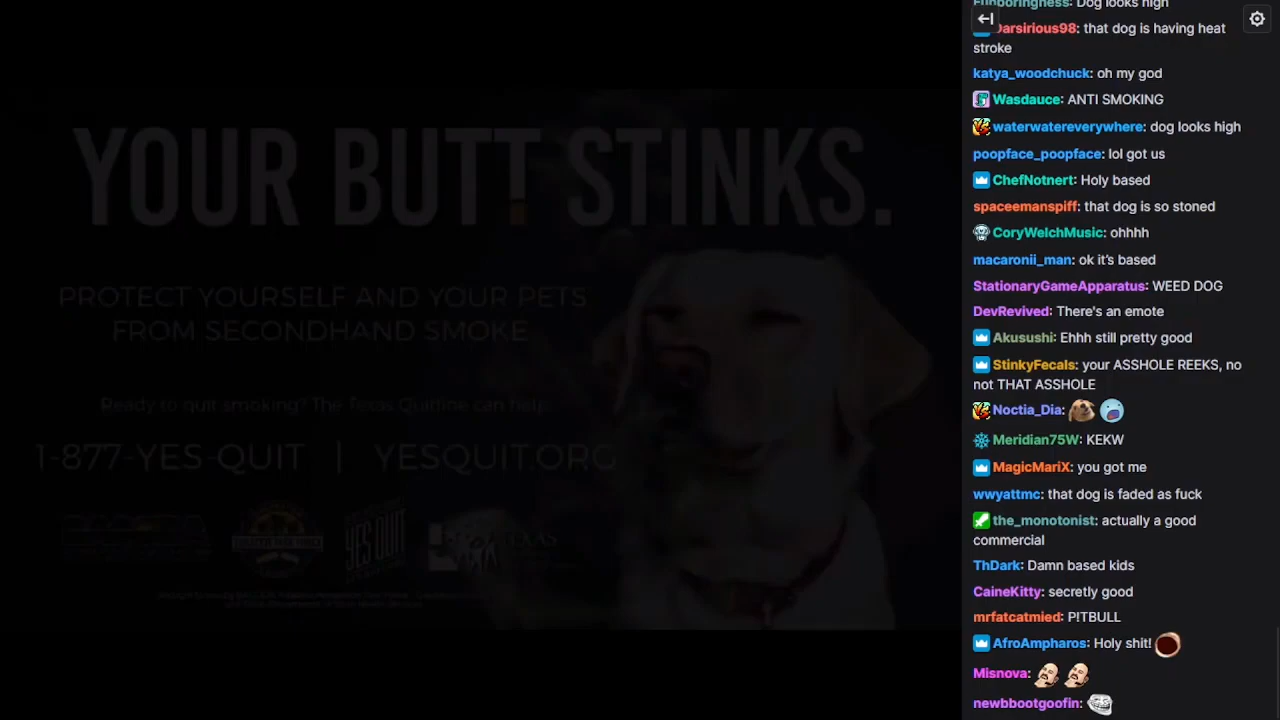 YOUR BUTT STINKS.
PROTECT YOURSELF AND YOUR PETS
FROM SECONDHAND SMOKE
Ready to quit smoking? The Texas Quitline can help.
1-877-YES-QUIT | YESQUIT.ORG
YES QUIT
TEXAS
Funboringness: Dog looks high
Darsirious98: that dog is having heat
stroke
katya_woodchuck: oh my god
Wasdauce: ANTI SMOKING
waterwatereverywhere: dog looks high
poopface_poopface: lol got us
ChefNotnert: Holy based
spaceemanspiff: that dog is so stoned
CoryWelchMusic: ohhhh
macaronii_man: ok it's based
StationaryGameApparatus: WEED DOG
DevRevived: There's an emote
Akusushi: Ehhh still pretty good
StinkyFecals: your ASSHOLE REEKS, no
not THAT ASSHOLE
Noctia_Dia:
Meridian75W: KEKW
MagicMariX: you got me
wwyattmc: that dog is faded as fuck
the_monotonist: actually a good
commercial
ThDark: Damn based kids
CaineKitty: secretly good
mrfatcatmied: PITBULL
AfroAmpharos: Holy shit!
Misnova:
newbbootgoofin: